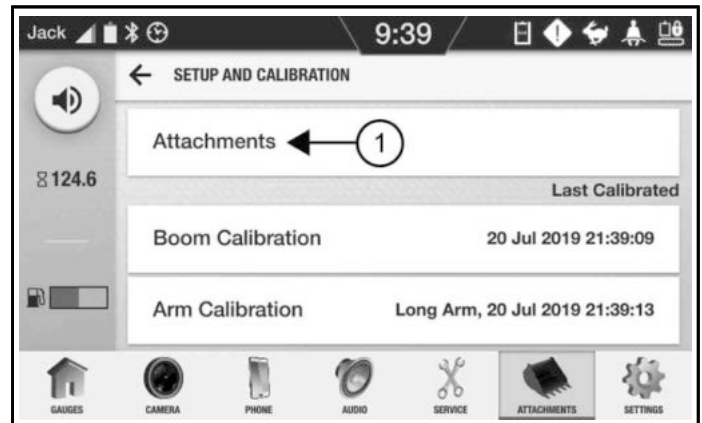 Jack 9:39
SETUP AND CALIBRATION
Attachments 1
124.6
Last Calibrated
Boom Calibration 20 Jul 2019 21:39:09
Arm Calibration Long Arm, 20 Jul 2019 21:39:13
GAUGES CAMERA PHONE AUDIO SERVICE ATTACHMENTS SETTINGS